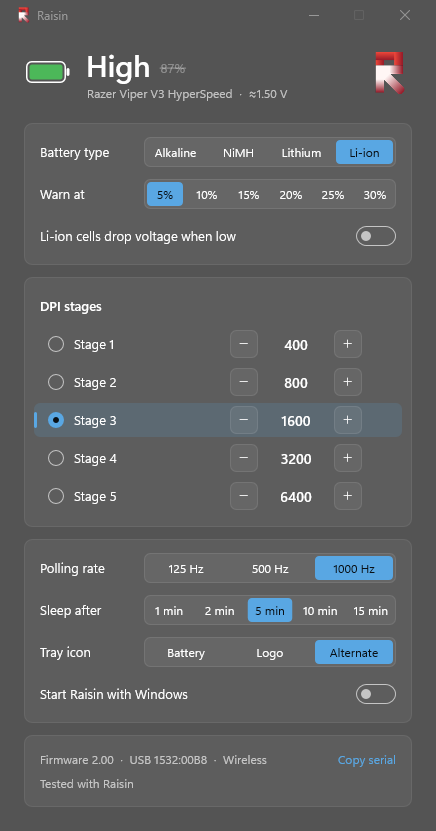 Raisin
High 87%
Razer Viper V3 HyperSpeed · ≈1.50 V
Battery type Alkaline NiMH Lithium Li-ion
Warn at 5% 10% 15% 20% 25% 30%
Li-ion cells drop voltage when low
DPI stages
Stage 1 − 400 +
Stage 2 − 800 +
Stage 3 − 1600 +
Stage 4 − 3200 +
Stage 5 − 6400 +
Polling rate 125 Hz 500 Hz 1000 Hz
Sleep after 1 min 2 min 5 min 10 min 15 min
Tray icon Battery Logo Alternate
Start Raisin with Windows
Firmware 2.00 · USB 1532:00B8 · Wireless Copy serial
Tested with Raisin